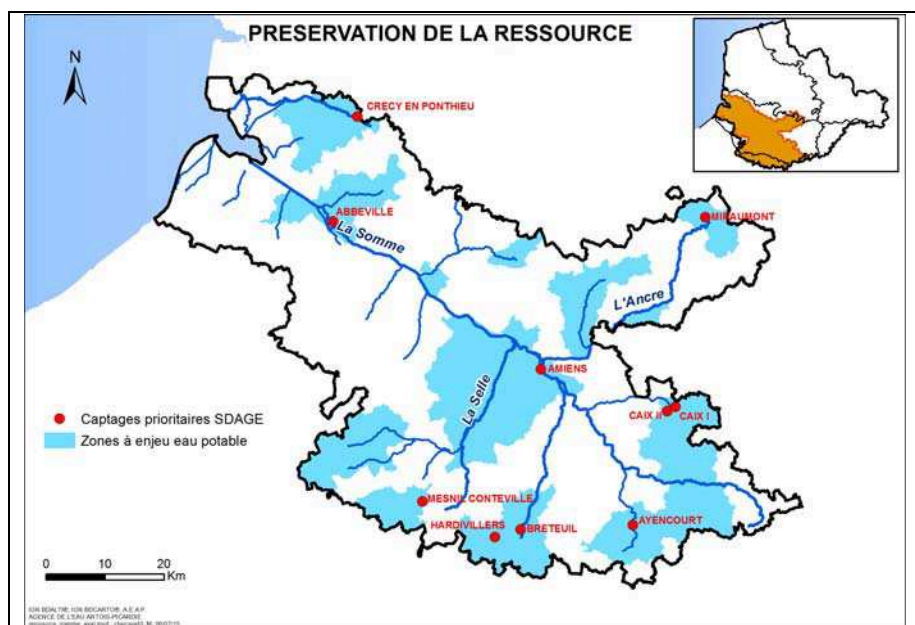 PRESERVATION DE LA RESSOURCE
N
CRECY EN PONTHIEU
ABBEVILLE
La Somme
MIRAUMONT
L'Ancre
AMIENS
La Selle
CAIX II
CAIX I
Captages prioritaires SDAGE
Zones à enjeu eau potable
MESNIL CONTEVILLE
HARDIVILLERS
BRETEUIL
AYENCOURT
0 10 20
Km
AGENCE DE L'EAU ARTOIS-PICARDIE